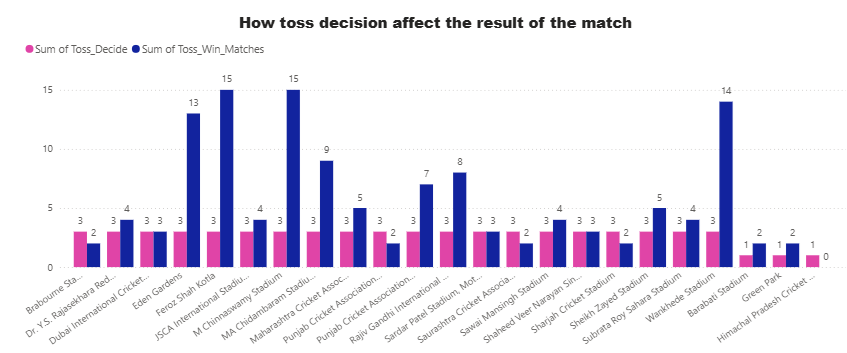 How toss decision affect the result of the match
Sum of Toss_Decide Sum of Toss_Win_Matches
15
10
5
0
3 2
3 4
3 3
3 13
3 15
3 4
3 15
3 9
3 5
3 2
3 7
3 8
3 3
3 2
3 4
3 3
3 2
3 5
3 4
3 14
1 2
1 2
1 0
Brabourne Sta...
Dr. Y.S. Rajasekhara Red...
Dubai International Cricket...
Eden Gardens
Feroz Shah Kotla
JSCA International Stadiu...
M Chinnaswamy Stadium
MA Chidambaram Stadiu...
Maharashtra Cricket Assoc...
Punjab Cricket Association...
Punjab Cricket Association...
Rajiv Gandhi International ...
Sardar Patel Stadium, Mot...
Saurashtra Cricket Associa...
Sawai Mansingh Stadium
Shaheed Veer Narayan Sin...
Sharjah Cricket Stadium
Sheikh Zayed Stadium
Subrata Roy Sahara Stadium
Wankhede Stadium
Barabati Stadium
Green Park
Himachal Pradesh Cricket ...